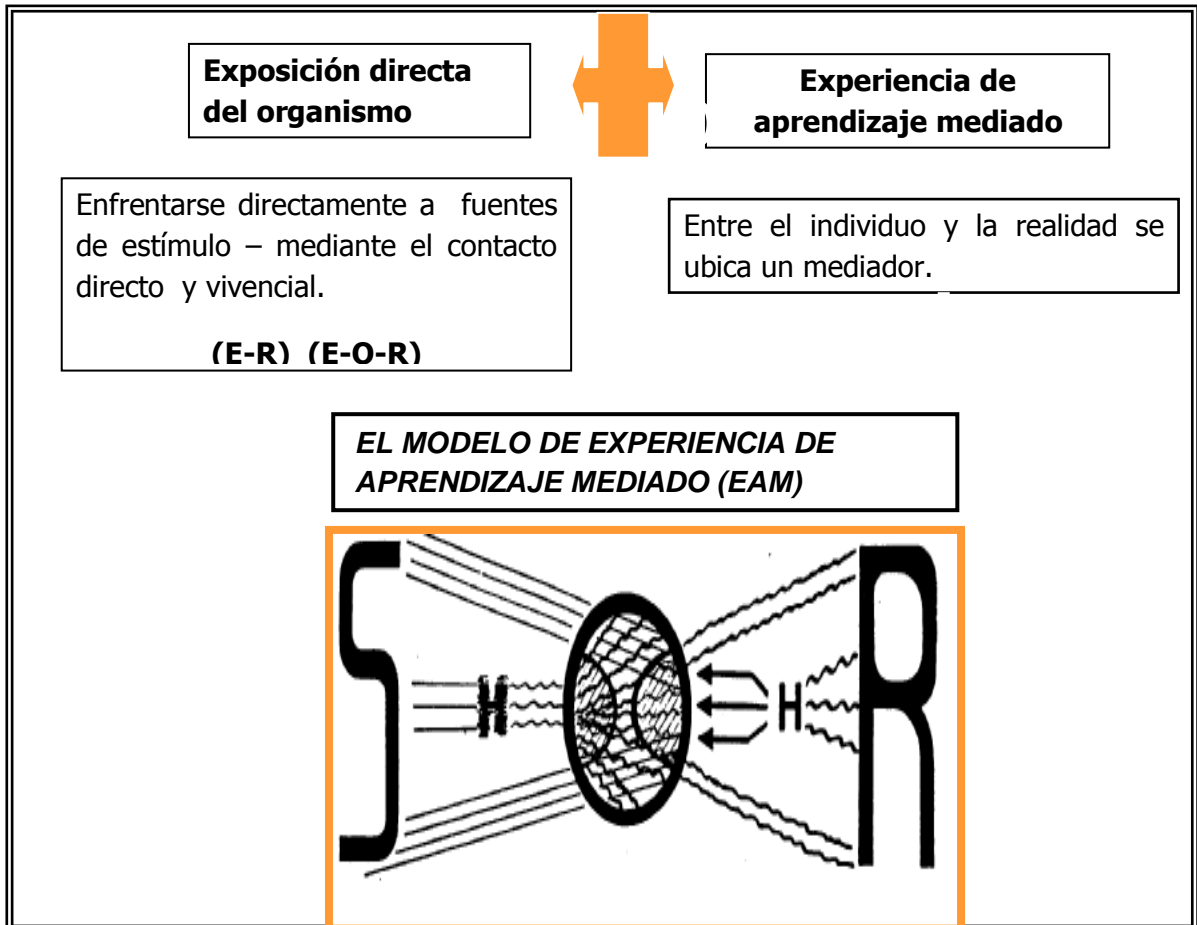 Exposición directa
del organismo
Experiencia de
aprendizaje mediado
Enfrentarse directamente a fuentes
de estímulo – mediante el contacto
directo y vivencial.
(E-R) (E-O-R)
Entre el individuo y la realidad se
ubica un mediador.
EL MODELO DE EXPERIENCIA DE
APRENDIZAJE MEDIADO (EAM)
S H O H R